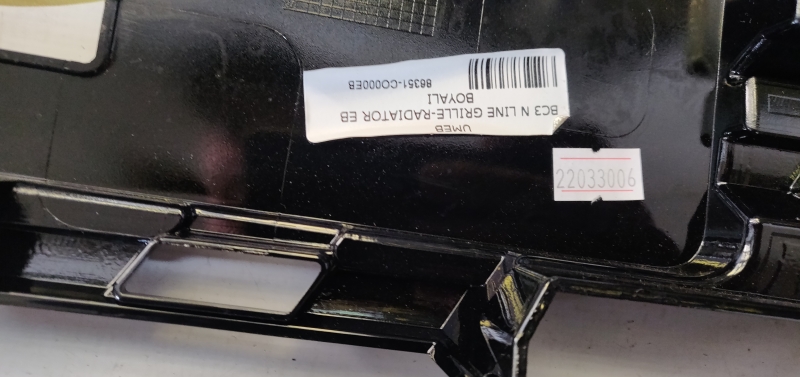 UMEB
BC3 N LINE GRILLE-RADIATOR EB
BOYALI
86351-CO000EB
22033006